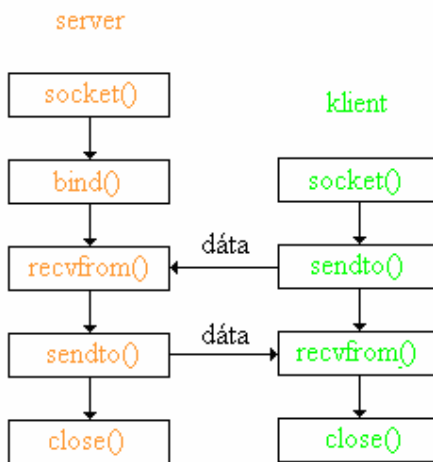 server
socket()
klient
bind()
socket()
dáta
recvfrom()
sendto()
dáta
sendto()
recvfrom()
close()
close()